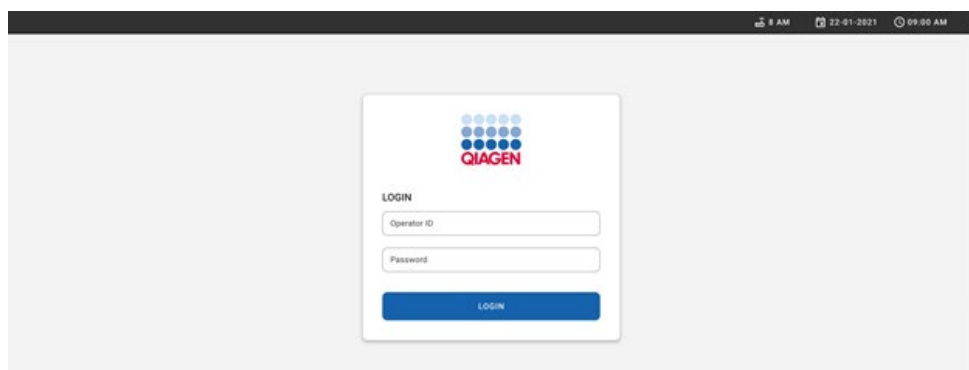 8 AM 22-01-2021 09:00 AM
QIAGEN
LOGIN
Operator ID
Password
LOGIN